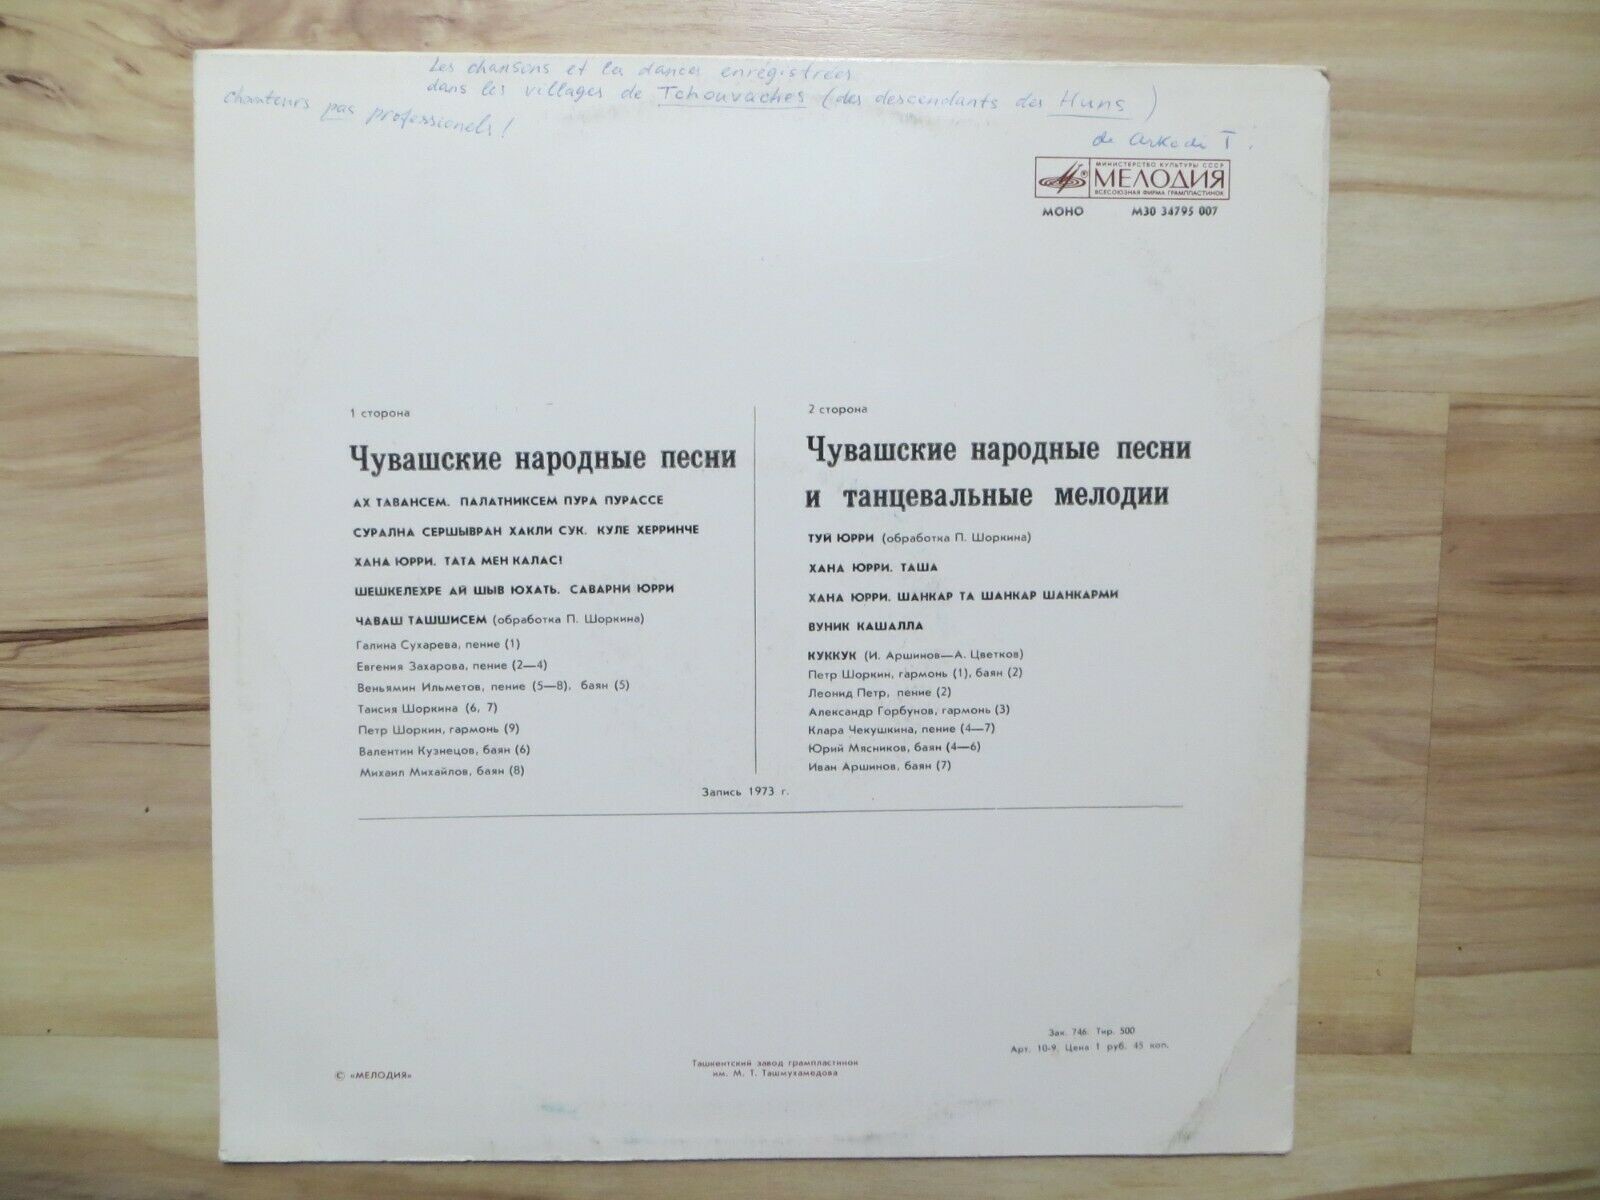 Les chansons et les dances enregistrées
dans les villages de Tchouvaches (des descendants des Huns)
chanteurs pas professionels!
de Arkadi T.
МИНИСТЕРСТВО КУЛЬТУРЫ СССР
МЕЛОДИЯ
ВСЕСОЮЗНАЯ ФИРМА ГРАМПЛАСТИНОК
МОНО М30 34795 007
1 сторона
Чувашские народные песни
АХ ТАВАНСЕМ. ПАЛАТНИКСЕМ ПУРА ПУРАССЕ
СУРАЛНА СЕРШЫВРАН ХАКЛИ СУК. КУЛЕ ХЕРРИНЧЕ
ХАНА ЮРРИ. ТАТА МЕН КАЛАС!
ШЕШКЕЛЕХРЕ АЙ ШЫВ ЮХАТЬ. САВАРНИ ЮРРИ
ЧАВАШ ТАШШИСЕМ (обработка П. Шоркина)
Галина Сухарева, пение (1)
Евгения Захарова, пение (2—4)
Веньямин Ильметов, пение (5—8), баян (5)
Таисия Шоркина (6, 7)
Петр Шоркин, гармонь (9)
Валентин Кузнецов, баян (6)
Михаил Михайлов, баян (8)
2 сторона
Чувашские народные песни
и танцевальные мелодии
ТУЙ ЮРРИ (обработка П. Шоркина)
ХАНА ЮРРИ. ТАША
ХАНА ЮРРИ. ШАНКАР ТА ШАНКАР ШАНКАРМИ
ВУНИК КАШАЛЛА
КУККУК (И. Аршинов—А. Цветков)
Петр Шоркин, гармонь (1), баян (2)
Леонид Петр, пение (2)
Александр Горбунов, гармонь (3)
Клара Чекушкина, пение (4—7)
Юрий Мясников, баян (4—6)
Иван Аршинов, баян (7)
Запись 1973 г.
Зак. 746. Тир. 500
Арт. 10-9. Цена 1 руб. 45 коп.
Ташкентский завод грампластинок
им. М. Т. Ташмухамедова
© «МЕЛОДИЯ»